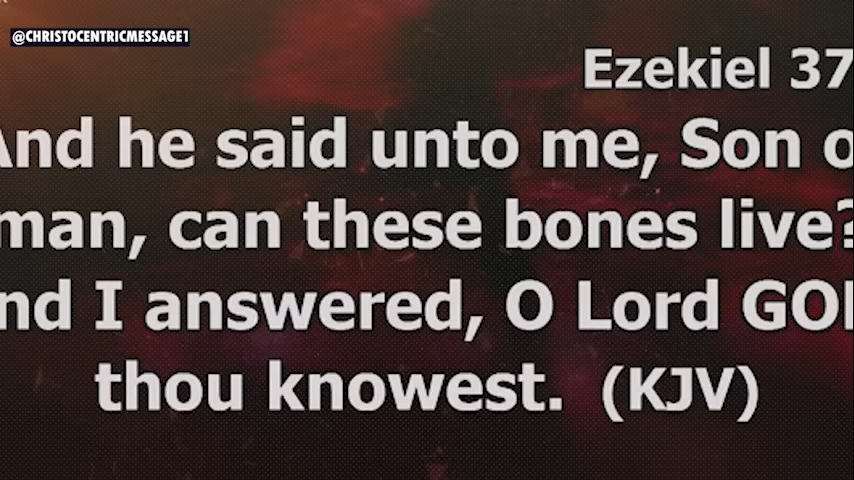 @CHRISTOCENTRICMESSAGE1
Ezekiel 37
And he said unto me, Son o
man, can these bones live?
nd I answered, O Lord GO
thou knowest. (KJV)